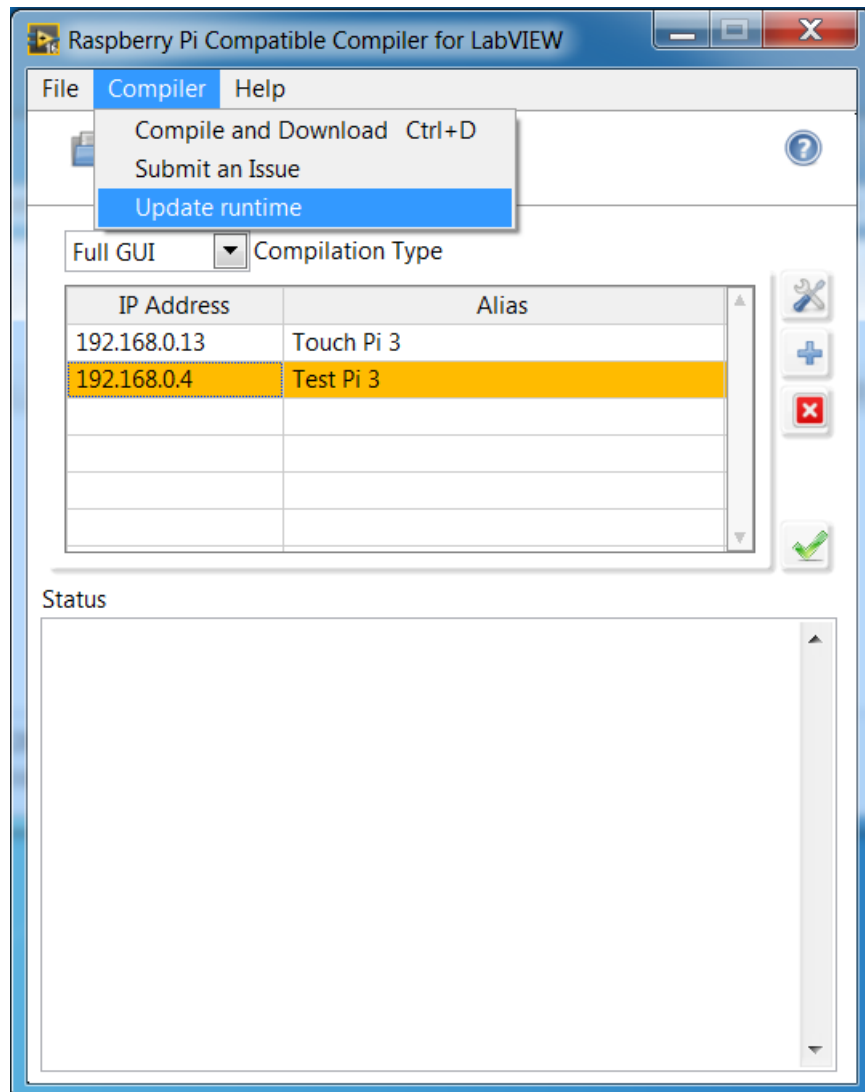 Raspberry Pi Compatible Compiler for LabVIEW
File Compiler Help
Compile and Download Ctrl+D
Submit an Issue
Update runtime
Full GUI Compilation Type
IP Address Alias
192.168.0.13 Touch Pi 3
192.168.0.4 Test Pi 3
Status